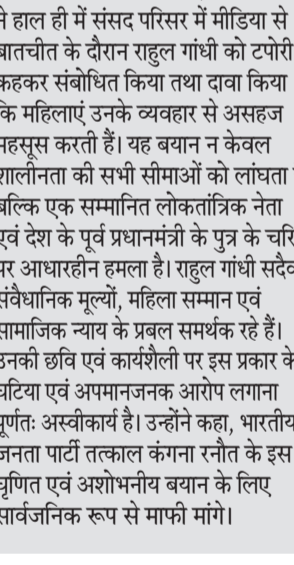 ने हाल ही में संसद परिसर में मीडिया से
बातचीत के दौरान राहुल गांधी को टपोरी
कहकर संबोधित किया तथा दावा किया
कि महिलाएं उनके व्यवहार से असहज
महसूस करती हैं। यह बयान न केवल
शालीनता की सभी सीमाओं को लांघता
बल्कि एक सम्मानित लोकतांत्रिक नेता
एवं देश के पूर्व प्रधानमंत्री के पुत्र के चरि
पर आधारहीन हमला है। राहुल गांधी सदैव
संवैधानिक मूल्यों, महिला सम्मान एवं
सामाजिक न्याय के प्रबल समर्थक रहे हैं।
उनकी छवि एवं कार्यशैली पर इस प्रकार के
घटिया एवं अपमानजनक आरोप लगाना
पूर्णतः अस्वीकार्य है। उन्होंने कहा, भारतीय
जनता पार्टी तत्काल कंगना रनौत के इस
घृणित एवं अशोभनीय बयान के लिए
सार्वजनिक रूप से माफी मांगे।